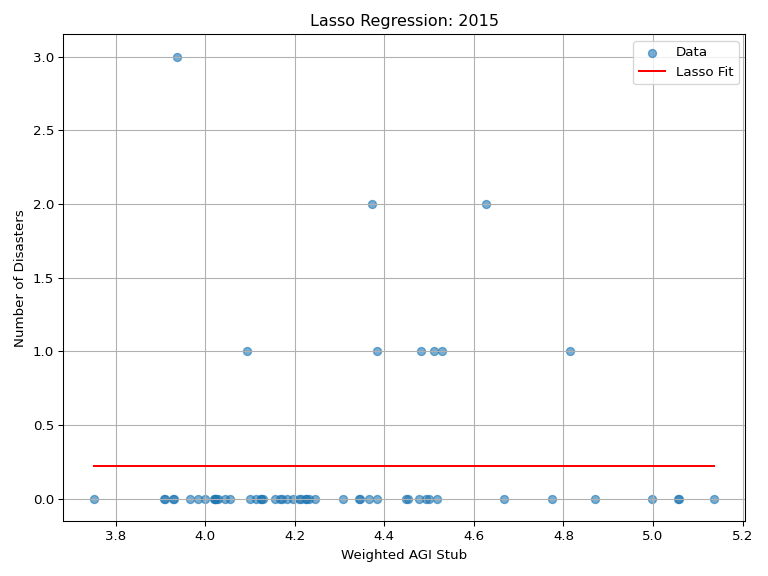 Lasso Regression: 2015
3.0
2.5
2.0
1.5
1.0
0.5
0.0
Number of Disasters
Data
Lasso Fit
3.8 4.0 4.2 4.4 4.6 4.8 5.0 5.2
Weighted AGI Stub